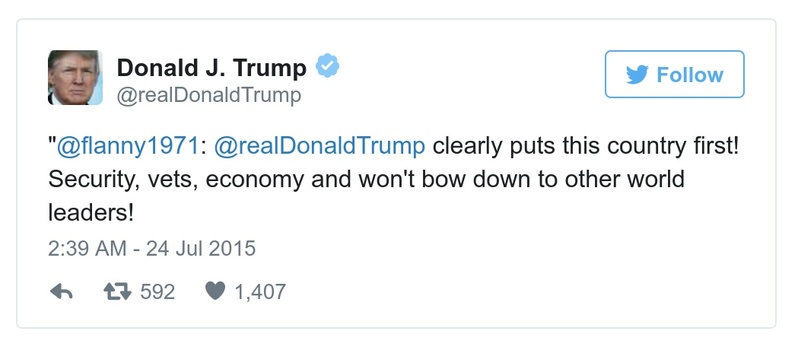 Donald J. Trump
@realDonaldTrump
Follow
"@flanny1971: @realDonaldTrump clearly puts this country first!
Security, vets, economy and won't bow down to other world
leaders!
2:39 AM - 24 Jul 2015
592 1,407